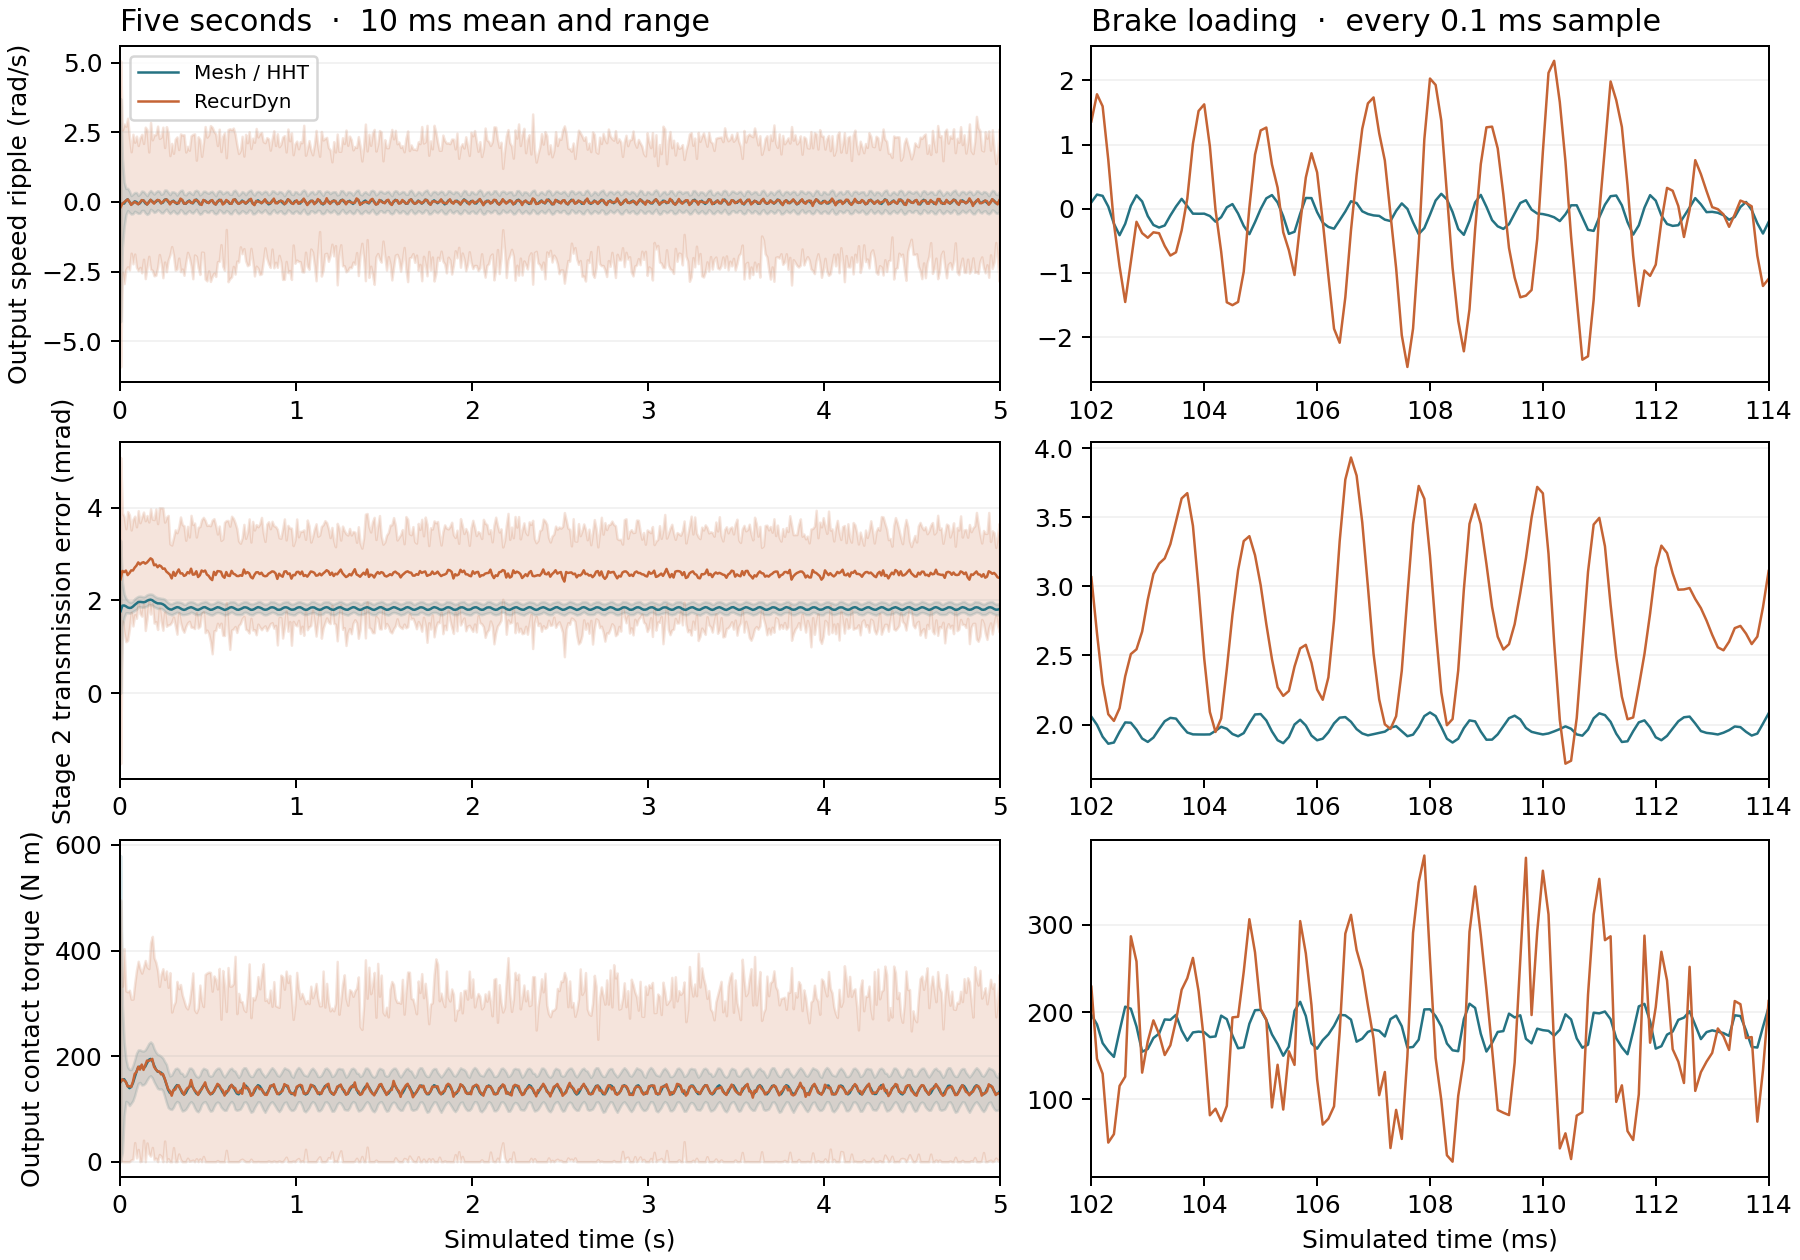 Five seconds · 10 ms mean and range
Brake loading · every 0.1 ms sample
Output speed ripple (rad/s)
5.0
2.5
0.0
−2.5
−5.0
Mesh / HHT
RecurDyn
0 1 2 3 4 5
2
1
0
−1
−2
102 104 106 108 110 112 114
Stage 2 transmission error (mrad)
4
2
0
0 1 2 3 4 5
4.0
3.5
3.0
2.5
2.0
102 104 106 108 110 112 114
Output contact torque (N m)
600
400
200
0
0 1 2 3 4 5
Simulated time (s)
300
200
100
102 104 106 108 110 112 114
Simulated time (ms)